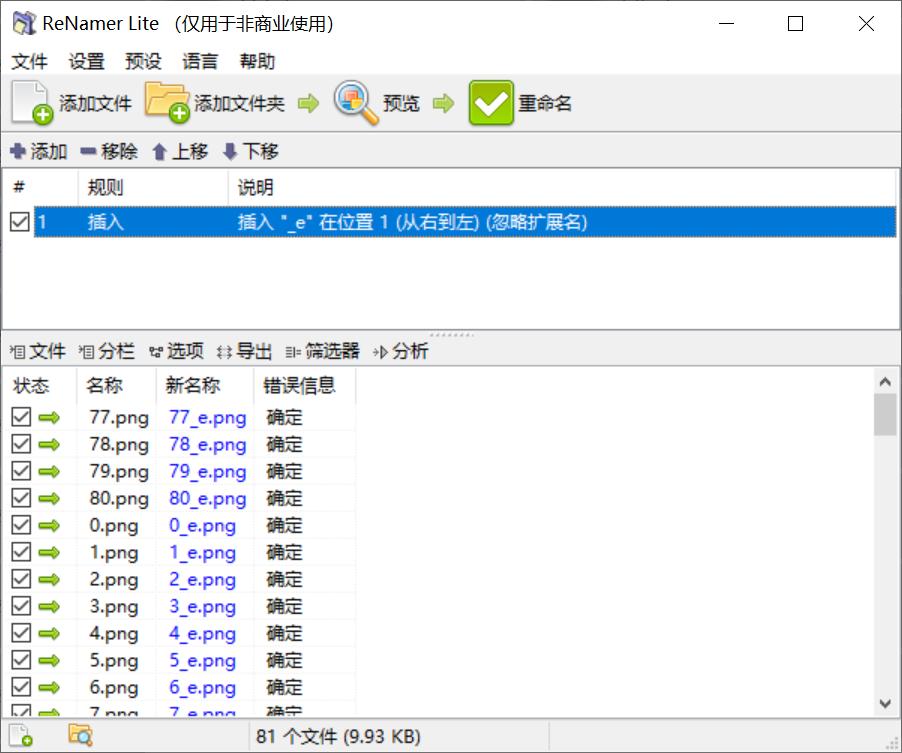 ReNamer Lite （仅用于非商业使用）
文件 设置 预设 语言 帮助
添加文件 添加文件夹 预览 重命名
添加 移除 上移 下移
# 规则 说明
1 插入 插入 "_e" 在位置 1 (从右到左) (忽略扩展名)
文件 分栏 选项 导出 筛选器 分析
状态 名称 新名称 错误信息
77.png 77_e.png 确定
78.png 78_e.png 确定
79.png 79_e.png 确定
80.png 80_e.png 确定
0.png 0_e.png 确定
1.png 1_e.png 确定
2.png 2_e.png 确定
3.png 3_e.png 确定
4.png 4_e.png 确定
5.png 5_e.png 确定
6.png 6_e.png 确定
7.png 7_e.png 确定
81 个文件 (9.93 KB)